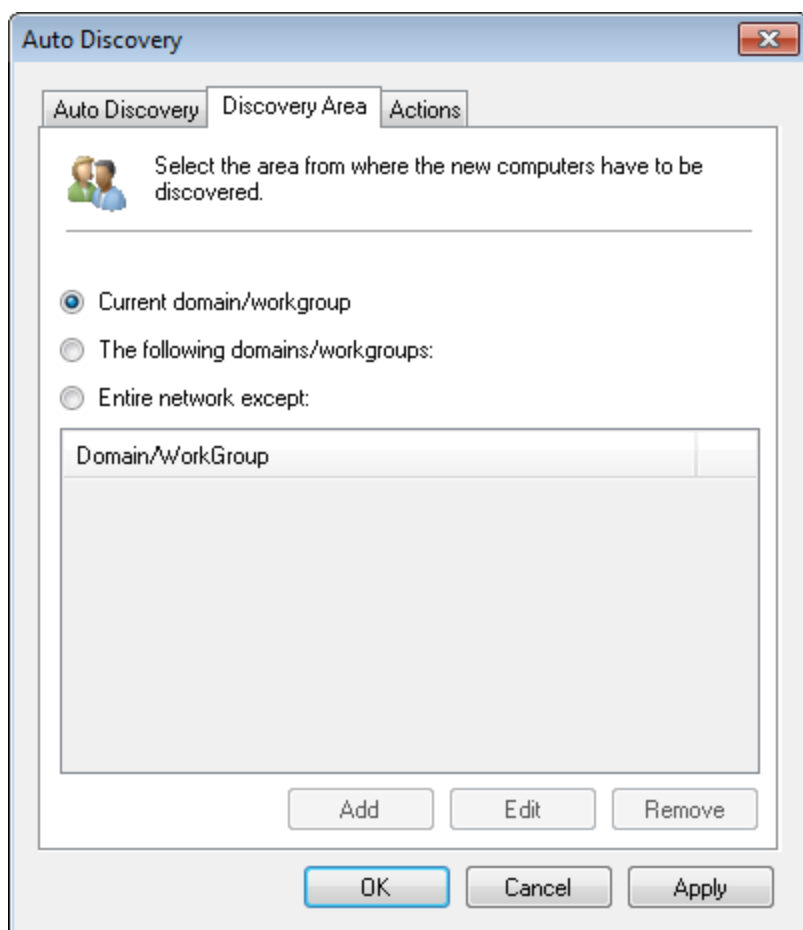 Auto Discovery
Auto Discovery
Discovery Area
Actions
Select the area from where the new computers have to be
discovered.
Current domain/workgroup
The following domains/workgroups:
Entire network except:
Domain/WorkGroup
Add
Edit
Remove
OK
Cancel
Apply